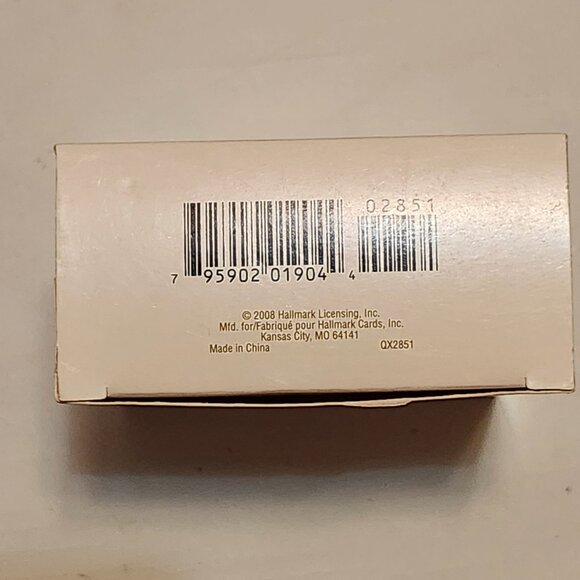 02851
7 95902 01904 4
© 2008 Hallmark Licensing, Inc.
Mfd. for/Fabriqué pour Hallmark Cards, Inc.
Kansas City, MO 64141
Made in China QX2851